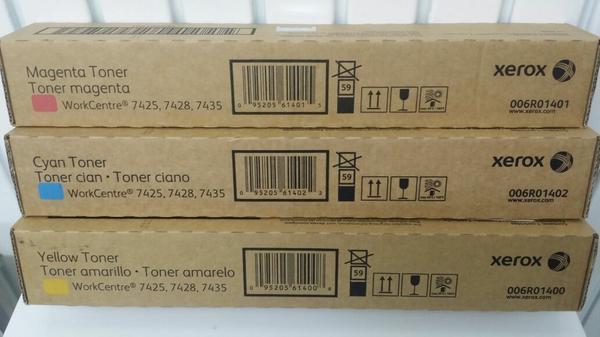 Magenta Toner
Toner magenta
WorkCentre® 7425, 7428, 7435
0 95205 61401 5
59
xerox
006R01401
www.xerox.com
Cyan Toner
Toner cian • Toner ciano
WorkCentre® 7425, 7428, 7435
0 95205 61402 2
59
xerox
006R01402
www.xerox.com
Yellow Toner
Toner amarillo • Toner amarelo
WorkCentre® 7425, 7428, 7435
0 95205 61400 8
59
xerox
006R01400
www.xerox.com